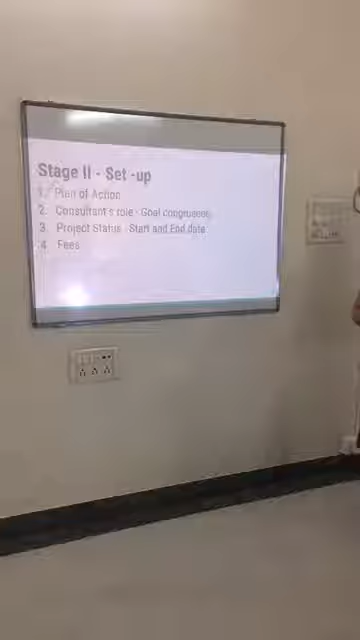 Stage II - Set -up
1. Plan of Action
2. Consultant's role - Goal congruence
3. Project Status - Start and End date
4. Fees